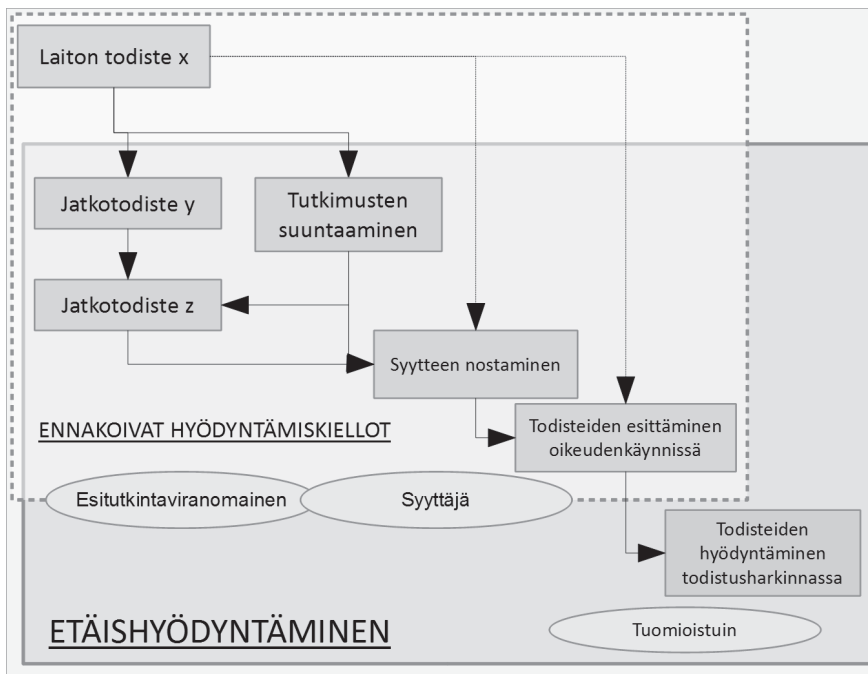 Laiton todiste x
Jatkotodiste y
Tutkimusten
suuntaaminen
Jatkotodiste z
Syytteen nostaminen
Todisteiden esittäminen
oikeudenkäynnissä
ENNAKOIVAT HYÖDYNTÄMISKIELLOT
Esitutkintaviranomainen
Syyttäjä
Todisteiden
hyödyntäminen
todistusharkinnassa
ETÄISHYÖDYNTÄMINEN
Tuomioistuin